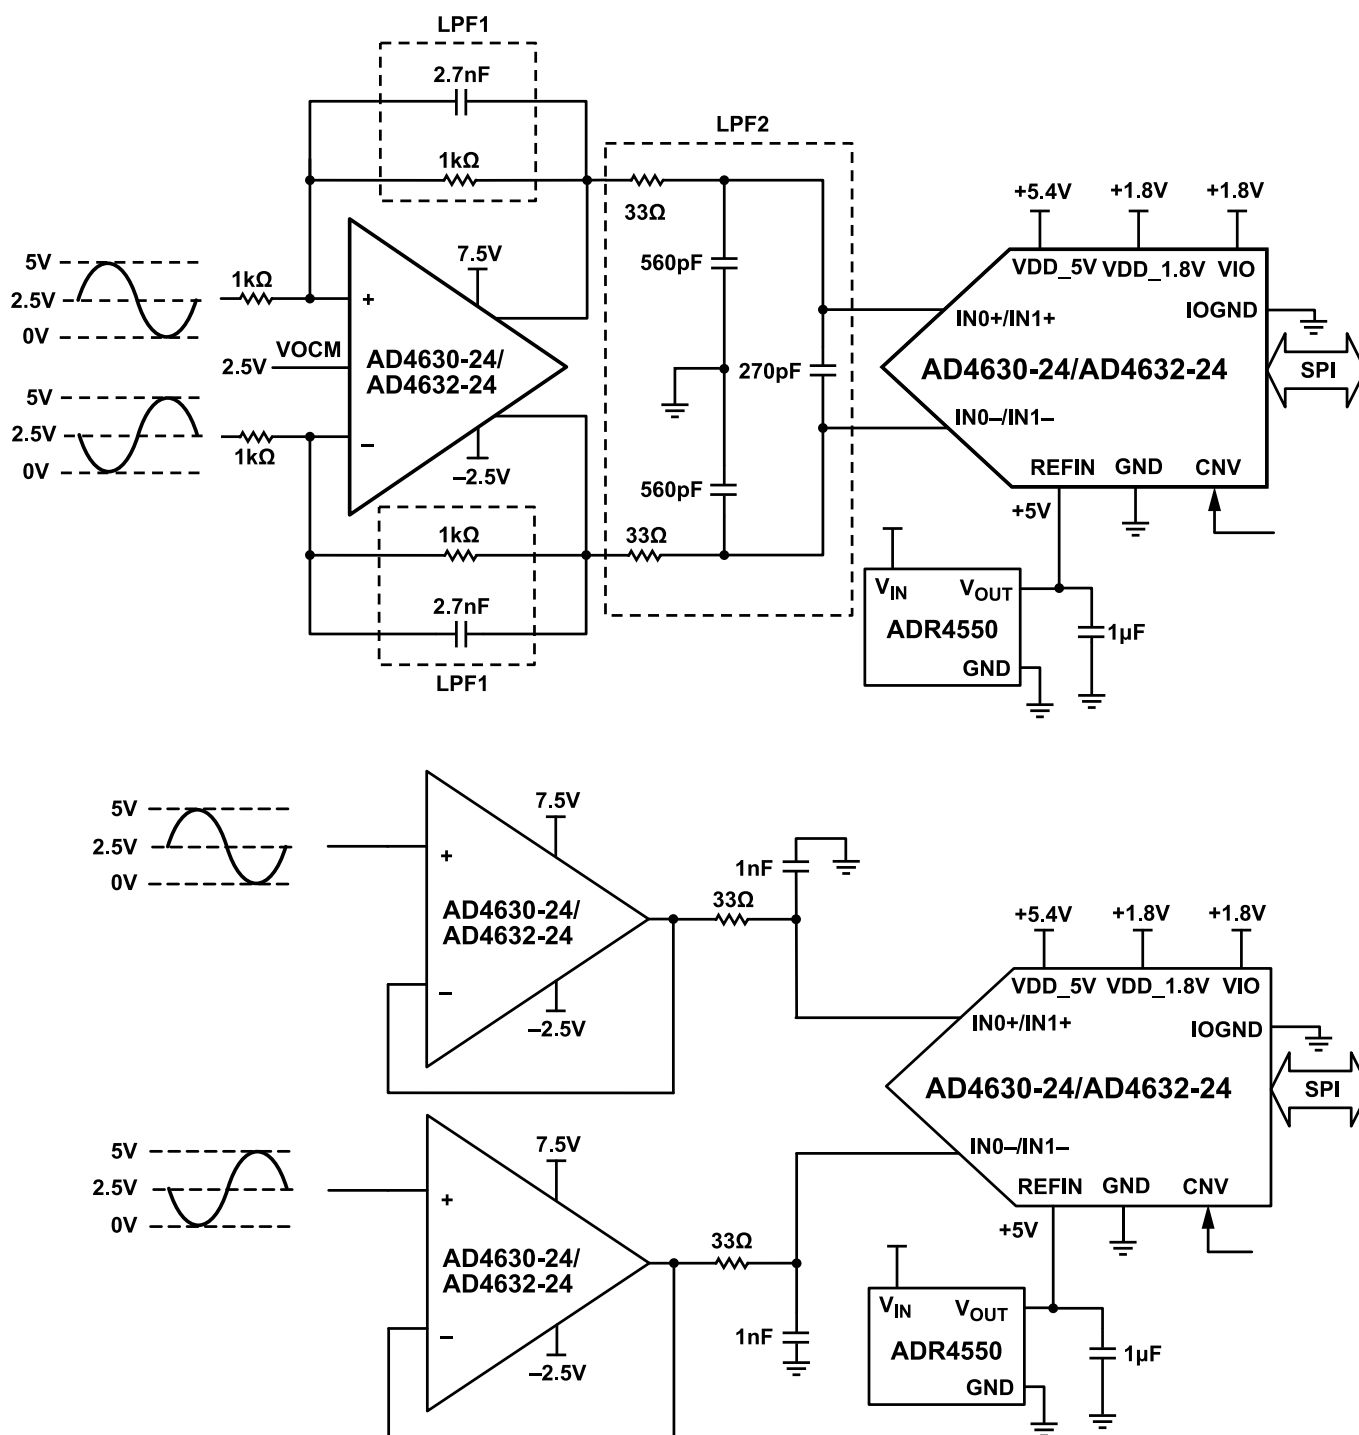 LPF1
2.7nF
LPF2
1kΩ
33Ω
+5.4V
+1.8V
+1.8V
5V
2.5V
0V
1kΩ
7.5V
560pF
VDD_5V VDD_1.8V VIO
+
IN0+/IN1+
IOGND
VOCM
2.5V
AD4630-24/
AD4632-24
270pF
AD4630-24/AD4632-24
SPI
5V
2.5V
0V
1kΩ
–
–2.5V
IN0–/IN1–
560pF
REFIN GND CNV
+5V
1kΩ
33Ω
2.7nF
LPF1
VIN VOUT
ADR4550
GND
1µF
5V
2.5V
0V
7.5V
+
AD4630-24/
AD4632-24
–
–2.5V
1nF
33Ω
+5.4V
+1.8V
+1.8V
VDD_5V VDD_1.8V VIO
IN0+/IN1+
IOGND
AD4630-24/AD4632-24
SPI
5V
2.5V
0V
7.5V
+
AD4630-24/
AD4632-24
–
–2.5V
33Ω
1nF
IN0–/IN1–
REFIN GND CNV
+5V
VIN VOUT
ADR4550
GND
1µF